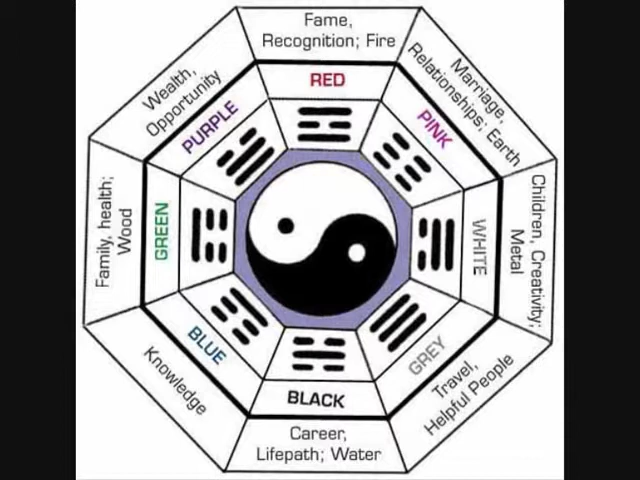 Fame,
Recognition; Fire
RED
Marriage,
Relationships; Earth
PINK
Children, Creativity;
Metal
WHITE
Travel,
Helpful People
GREY
Career,
Lifepath; Water
BLACK
Knowledge
BLUE
Family, health;
Wood
GREEN
Wealth,
Opportunity
PURPLE